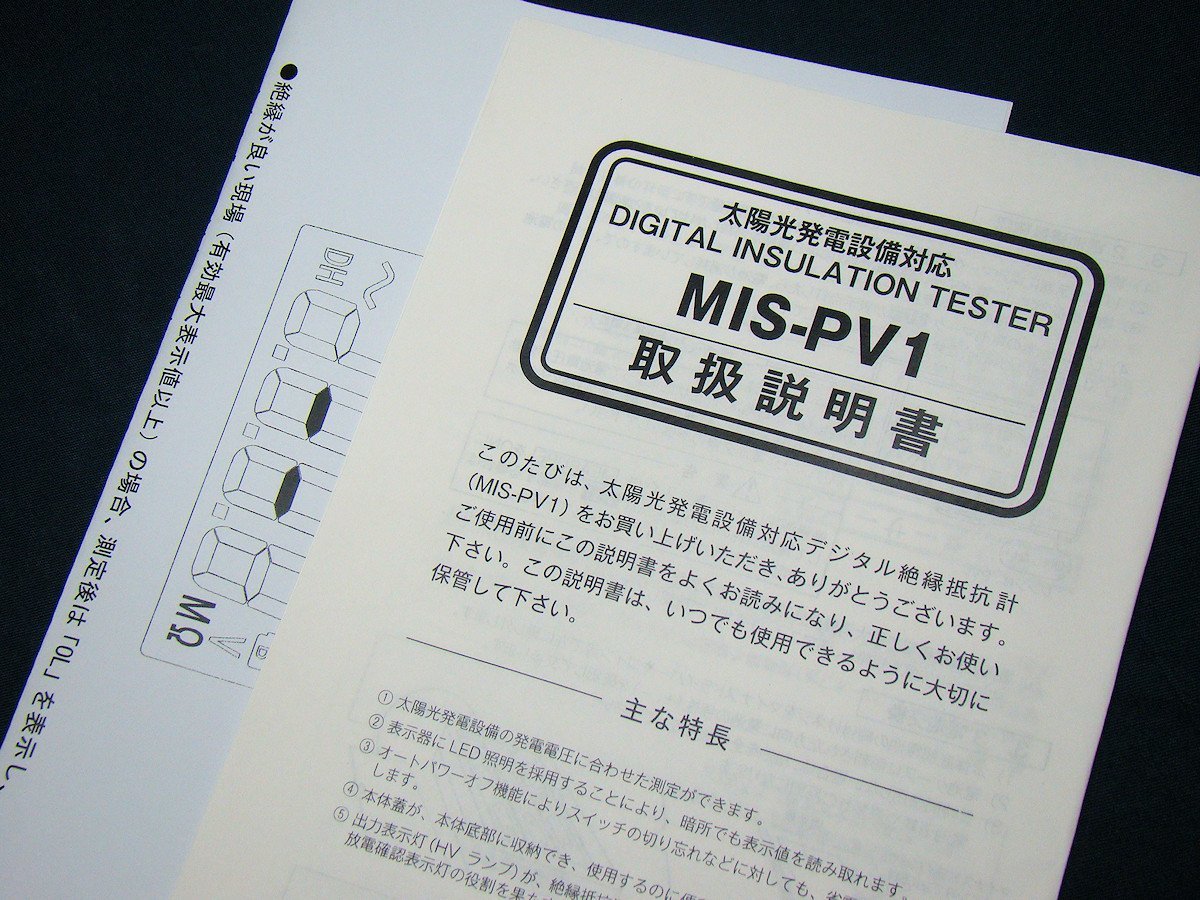 ●絶縁が良い現場（有効最大表示値以上）の場合、測定後は「OL」を表示し、
DH
MΩ
V
太陽光発電設備対応
DIGITAL INSULATION TESTER
MIS-PV1
取扱説明書
このたびは、太陽光発電設備対応デジタル絶縁抵抗計
（MIS-PV1）をお買い上げいただき、ありがとうございます。
ご使用前にこの説明書をよくお読みになり、正しくお使い
下さい。この説明書は、いつでも使用できるように大切に
保管して下さい。
主な特長
① 太陽光発電設備の発電電圧に合わせた測定ができます。
② 表示器にLED照明を採用することにより、暗所でも表示値を読み取れます。
③ オートパワーオフ機能によりスイッチの切り忘れなどに対しても、省
します。
④ 本体蓋が、本体底部に収納でき、使用するのに便
⑤ 出力表示灯（HV ランプ）が、絶縁抵抗
放電確認表示灯の役割を果た